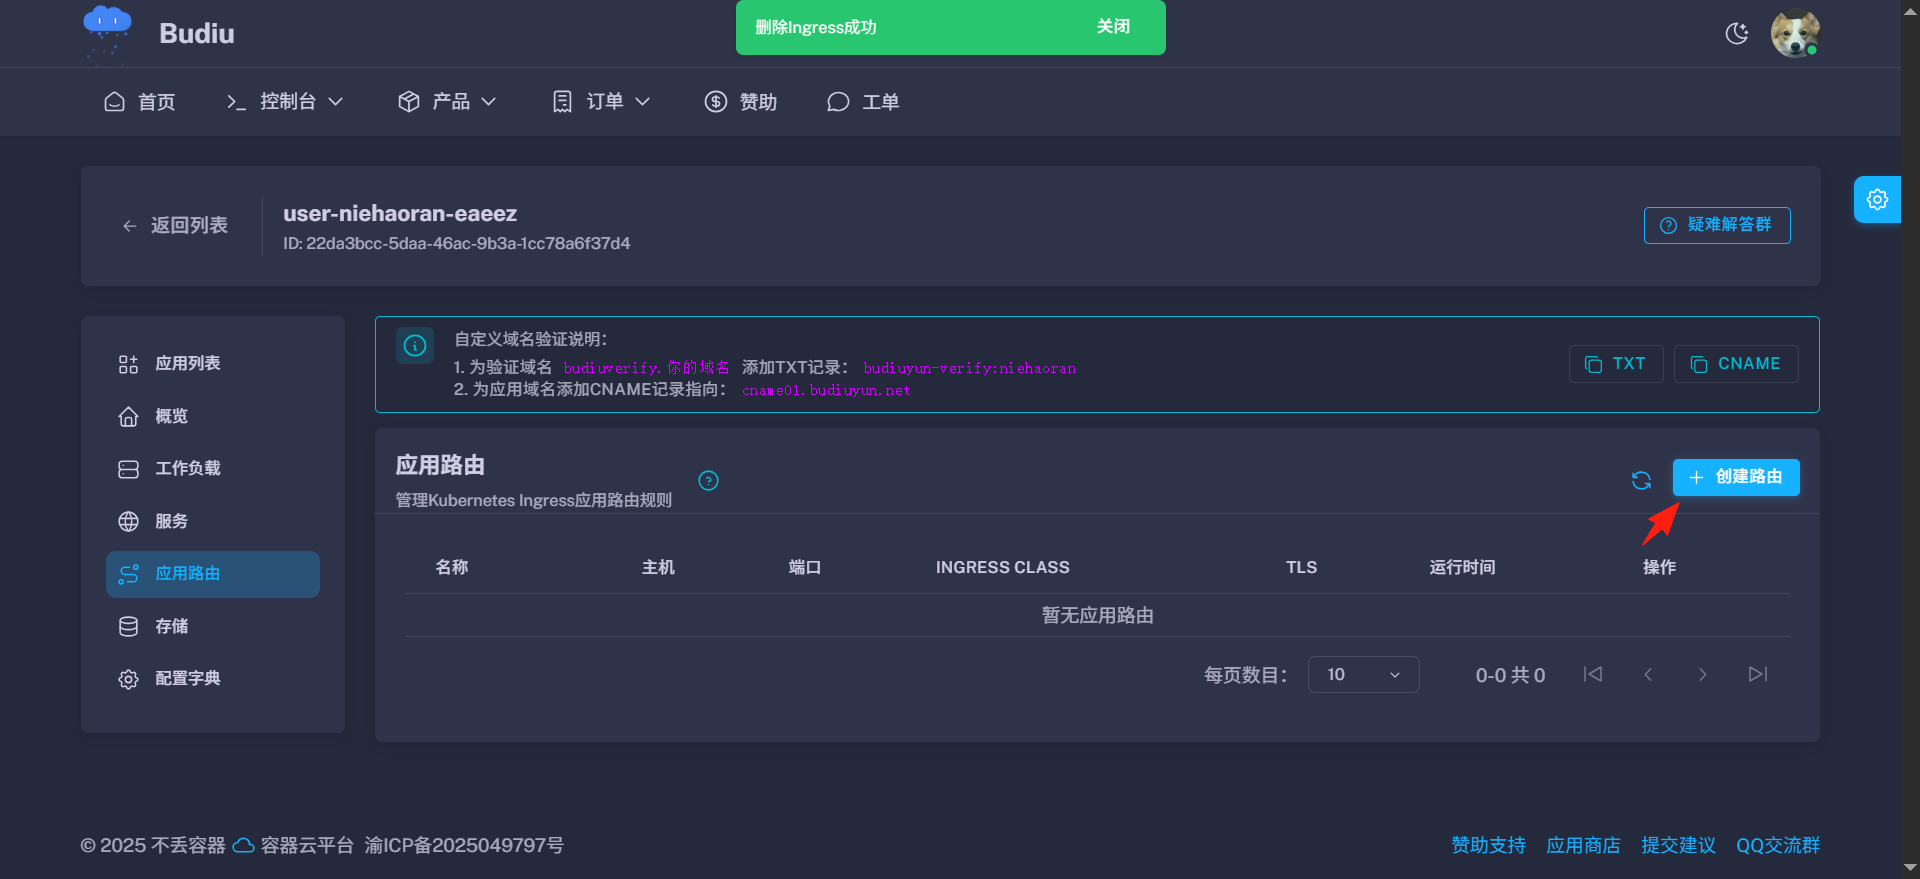 Budiu
删除Ingress成功 关闭
首页 控制台 产品 订单 赞助 工单
返回列表
user-niehaoran-eaeez
ID: 22da3bcc-5daa-46ac-9b3a-1cc78a6f37d4
疑难解答群
应用列表
概览
工作负载
服务
应用路由
存储
配置字典
自定义域名验证说明：
1. 为验证域名 budiuverify.你的域名 添加TXT记录： budiuyun-verify:niehaoran
2. 为应用域名添加CNAME记录指向： cname01.budiuyun.net
TXT CNAME
应用路由
管理Kubernetes Ingress应用路由规则
创建路由
名称 主机 端口 INGRESS CLASS TLS 运行时间 操作
暂无应用路由
每页数目： 10 0-0 共 0
© 2025 不丢容器 容器云平台 渝ICP备2025049797号
赞助支持 应用商店 提交建议 QQ交流群